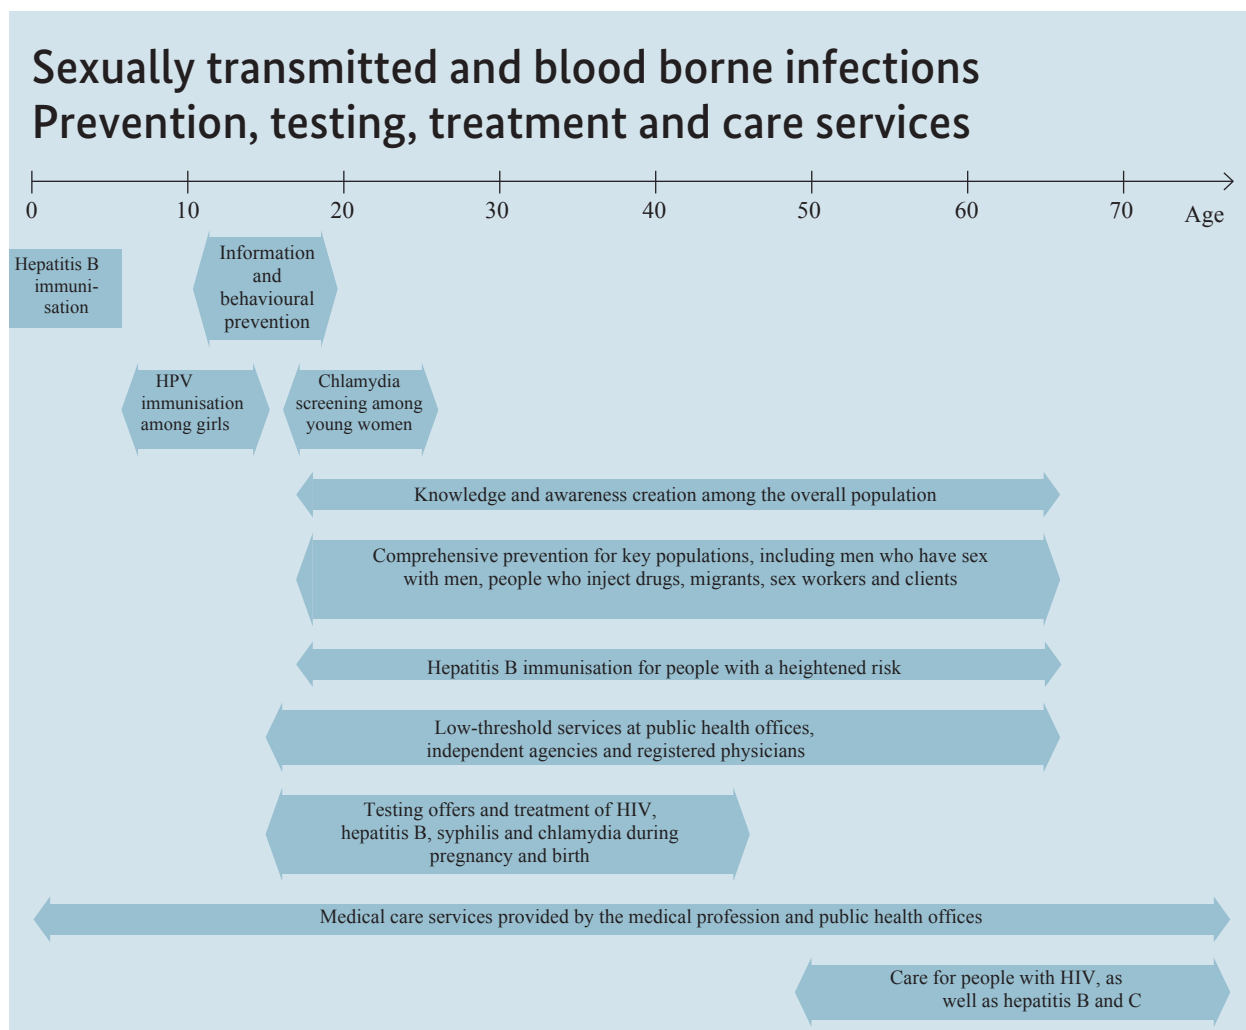 Sexually transmitted and blood borne infections
Prevention, testing, treatment and care services
0 10 20 30 40 50 60 70 Age
Hepatitis B
immuni-
sation
Information
and
behavioural
prevention
HPV
immunisation
among girls
Chlamydia
screening among
young women
Knowledge and awareness creation among the overall population
Comprehensive prevention for key populations, including men who have sex
with men, people who inject drugs, migrants, sex workers and clients
Hepatitis B immunisation for people with a heightened risk
Low-threshold services at public health offices,
independent agencies and registered physicians
Testing offers and treatment of HIV,
hepatitis B, syphilis and chlamydia during
pregnancy and birth
Medical care services provided by the medical profession and public health offices
Care for people with HIV, as
well as hepatitis B and C